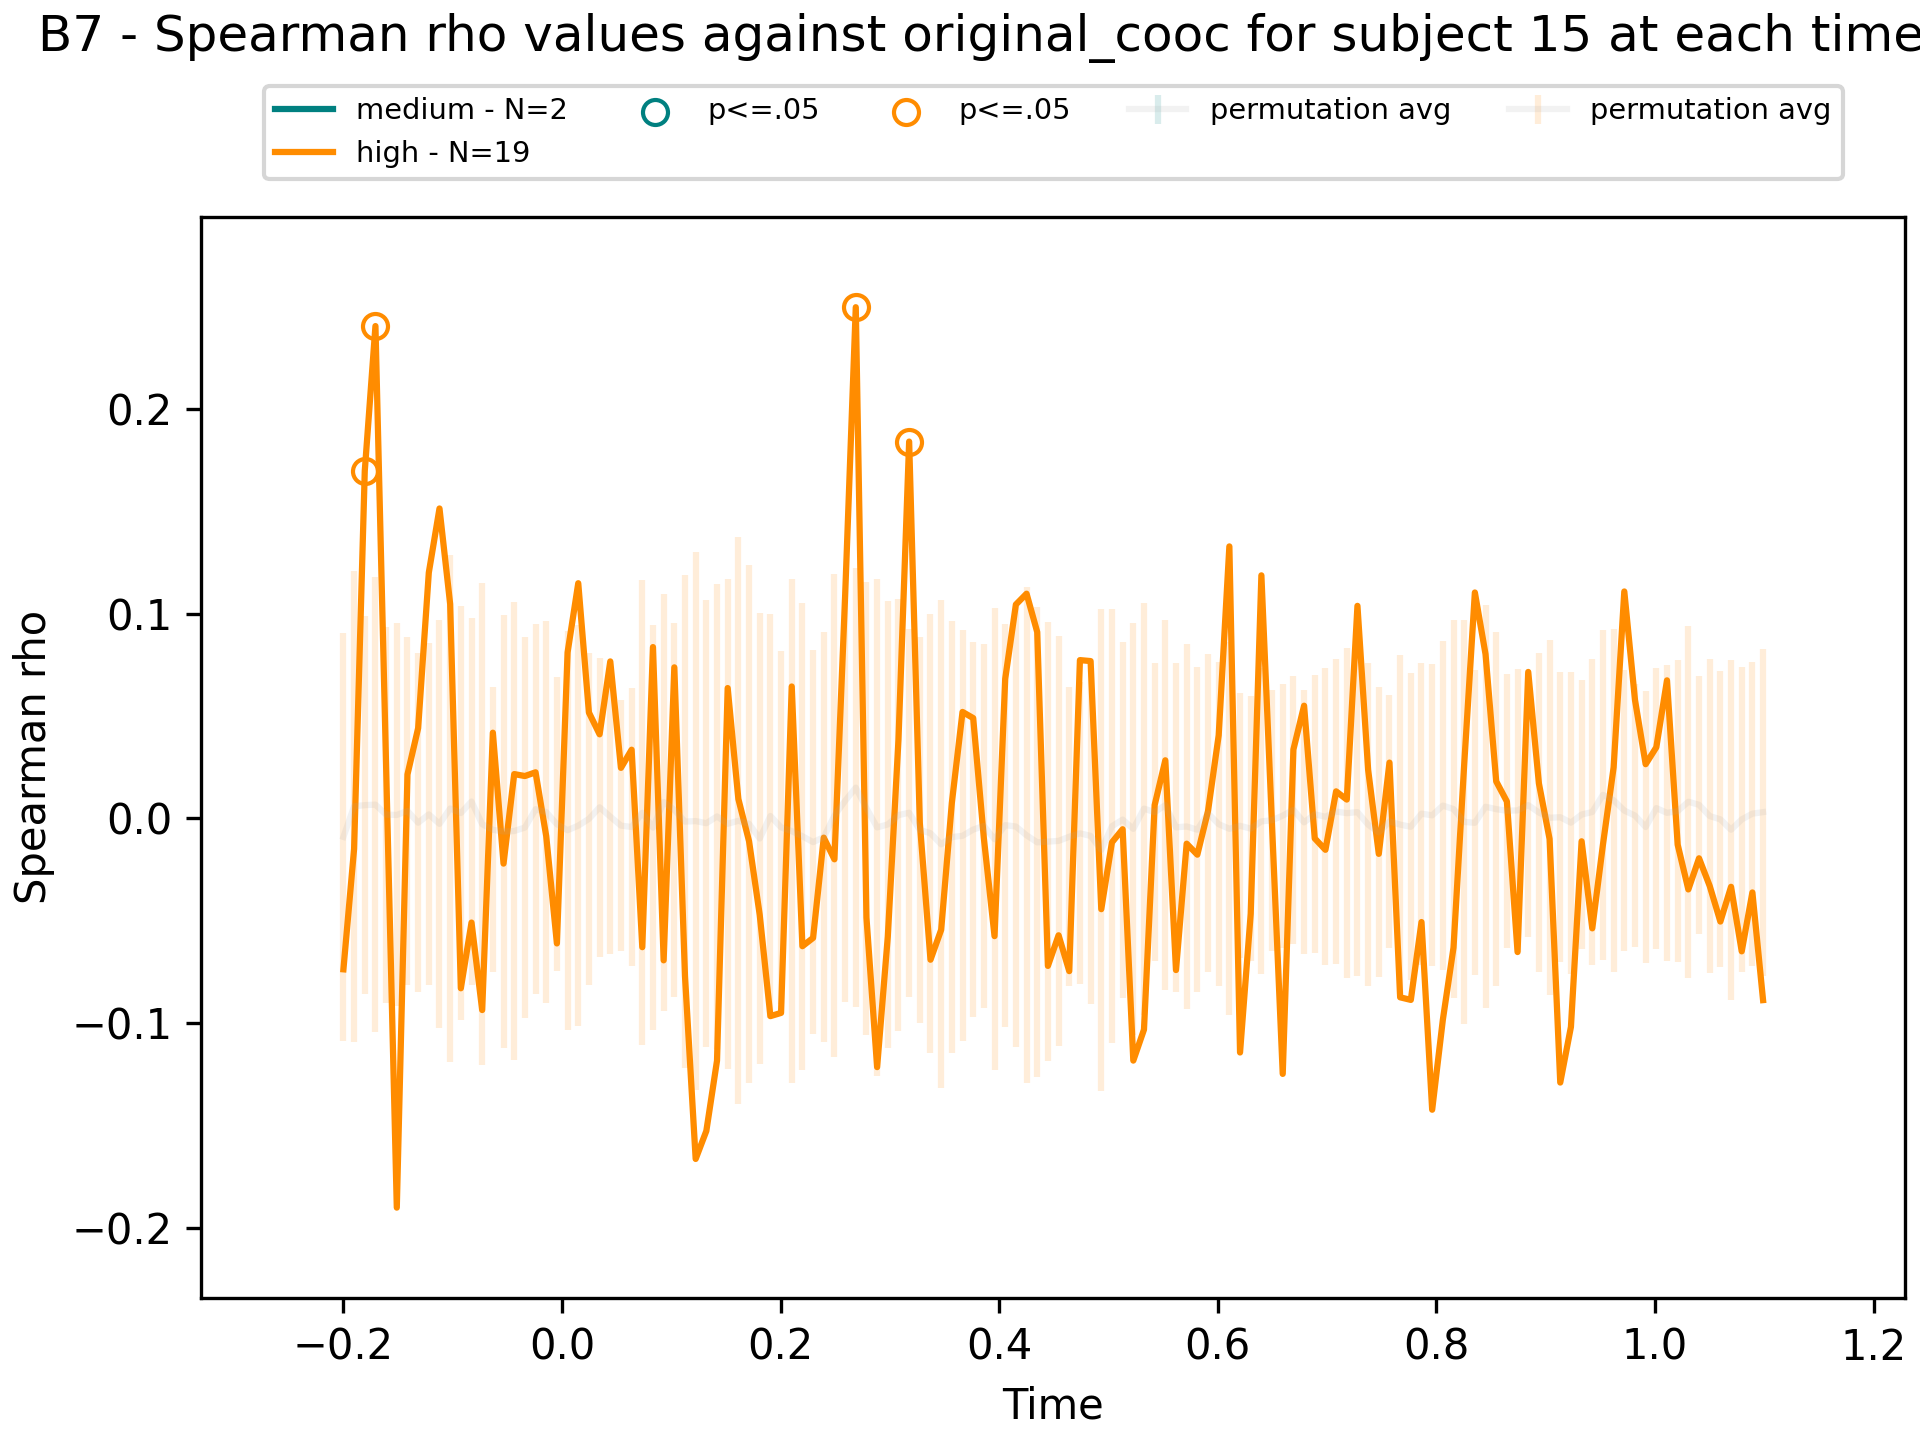 B7 - Spearman rho values against original_cooc for subject 15 at each time
medium - N=2
high - N=19
p<=.05
p<=.05
permutation avg
permutation avg
Spearman rho
0.2
0.1
0.0
−0.1
−0.2
−0.2 0.0 0.2 0.4 0.6 0.8 1.0 1.2
Time